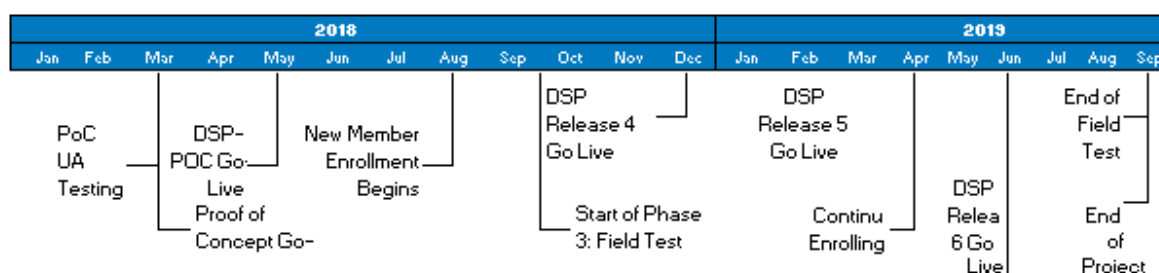 2018 2019
Jan Feb Mar Apr May Jun Jul Aug Sep Oct Nov Dec Jan Feb Mar Apr May Jun Jul Aug Sep
PoC
UA
Testing
DSP-
POC Go-
Live
Proof of
Concept Go-
New Member
Enrollment
Begins
DSP
Release 4
Go Live
Start of Phase
3: Field Test
DSP
Release 5
Go Live
Continu
Enrolling
DSP
Relea
6 Go
Live
End of
Field
Test
End
of
Project